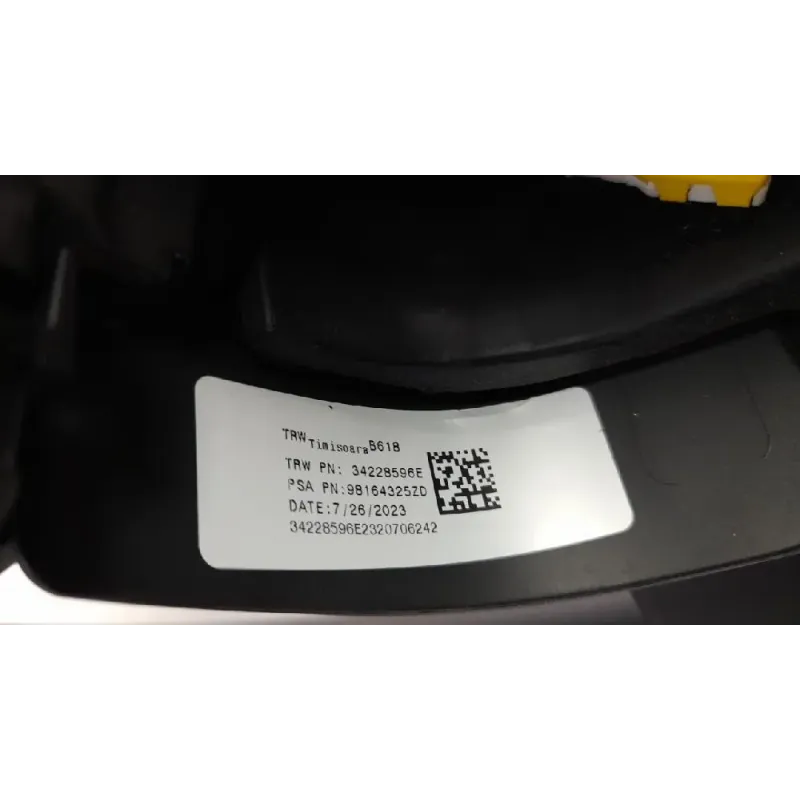 TRW Timisoara B618
TRW PN: 34228596E
PSA PN:98164325ZD
DATE:7/26/2023
34228596E2320706242